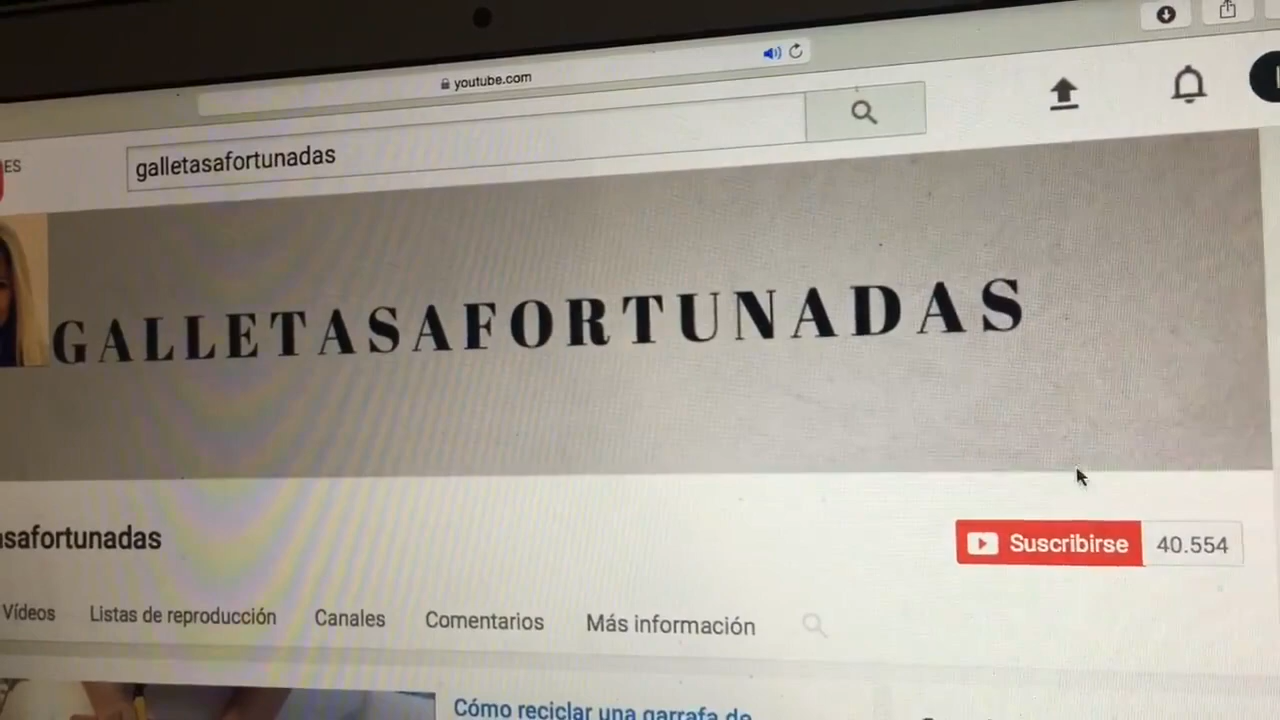 youtube.com
ES
galletasafortunadas
GALLETASAFORTUNADAS
asafortunadas
Suscribirse 40.554
Vídeos Listas de reproducción Canales Comentarios Más información
Cómo reciclar una garrafa de